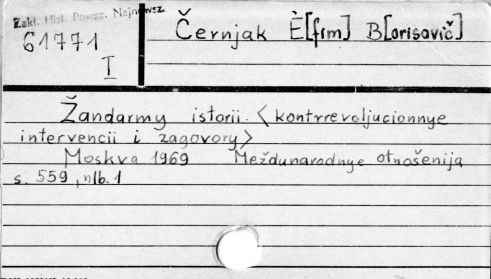 Zakł. Hist. Powsz. Najnowsz.
61771
I
Černjak È[fim] B[orisovič]
Žandarmy istorii. <kontrrevoljucionnye
intervencii i zagovory>
Moskva 1969 Meždunarodnye otnošenija
s. 559, nlb. 1